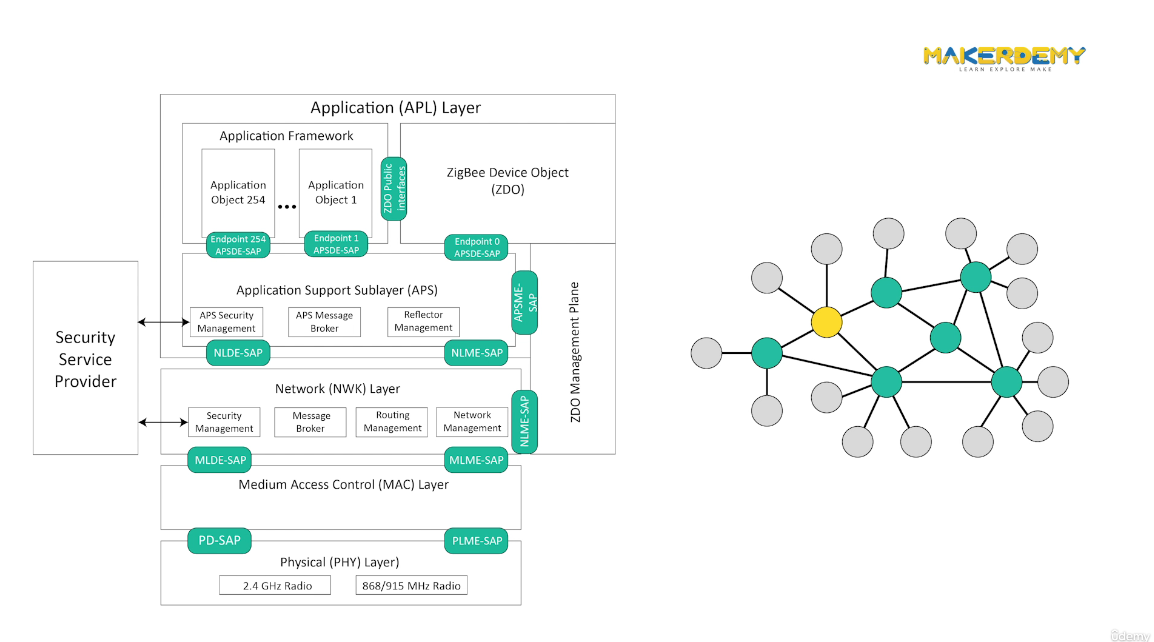 MAKERDEMY
LEARN EXPLORE MAKE
Application (APL) Layer
Application Framework
Application
Object 254
...
Application
Object 1
ZDO Public
interfaces
ZigBee Device Object
(ZDO)
Endpoint 254
APSDE-SAP
Endpoint 1
APSDE-SAP
Endpoint 0
APSDE-SAP
Application Support Sublayer (APS)
APS Security
Management
APS Message
Broker
Reflector
Management
APSME-
SAP
ZDO Management Plane
Security
Service
Provider
NLDE-SAP
NLME-SAP
Network (NWK) Layer
Security
Management
Message
Broker
Routing
Management
Network
Management
NLME-SAP
MLDE-SAP
MLME-SAP
Medium Access Control (MAC) Layer
PD-SAP
PLME-SAP
Physical (PHY) Layer)
2.4 GHz Radio
868/915 MHz Radio
ûdemy